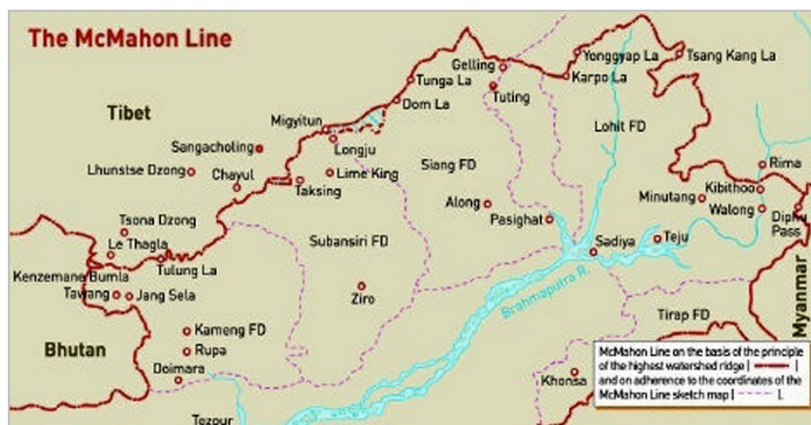 The McMahon Line
Yonggyap La
Tsang Kang La
Gelling
Karpo La
Tunga La
Tuting
Tibet
Dom La
Migyitun
Lohit FD
Sangacholing
Longju
Siang FD
Rima
Lhunstse Dzong
Chayul
Lime King
Taksing
Kibithoo
Minutang
Along
Walong
Diphu
Pass
Tsona Dzong
Pasighat
Le Thagla
Subansiri FD
Sadiya
Teju
Tulung La
Kenzemane Bumla
Tawang
Jang Sela
Ziro
Brahmaputra R.
Myanmar
Tirap FD
Kameng FD
Bhutan
Rupa
McMahon Line on the basis of the principle
of the highest watershed ridge | |
and on adherence to the coordinates of the
McMahon Line sketch map | |.
Doimara
Khonsa
Tezpur